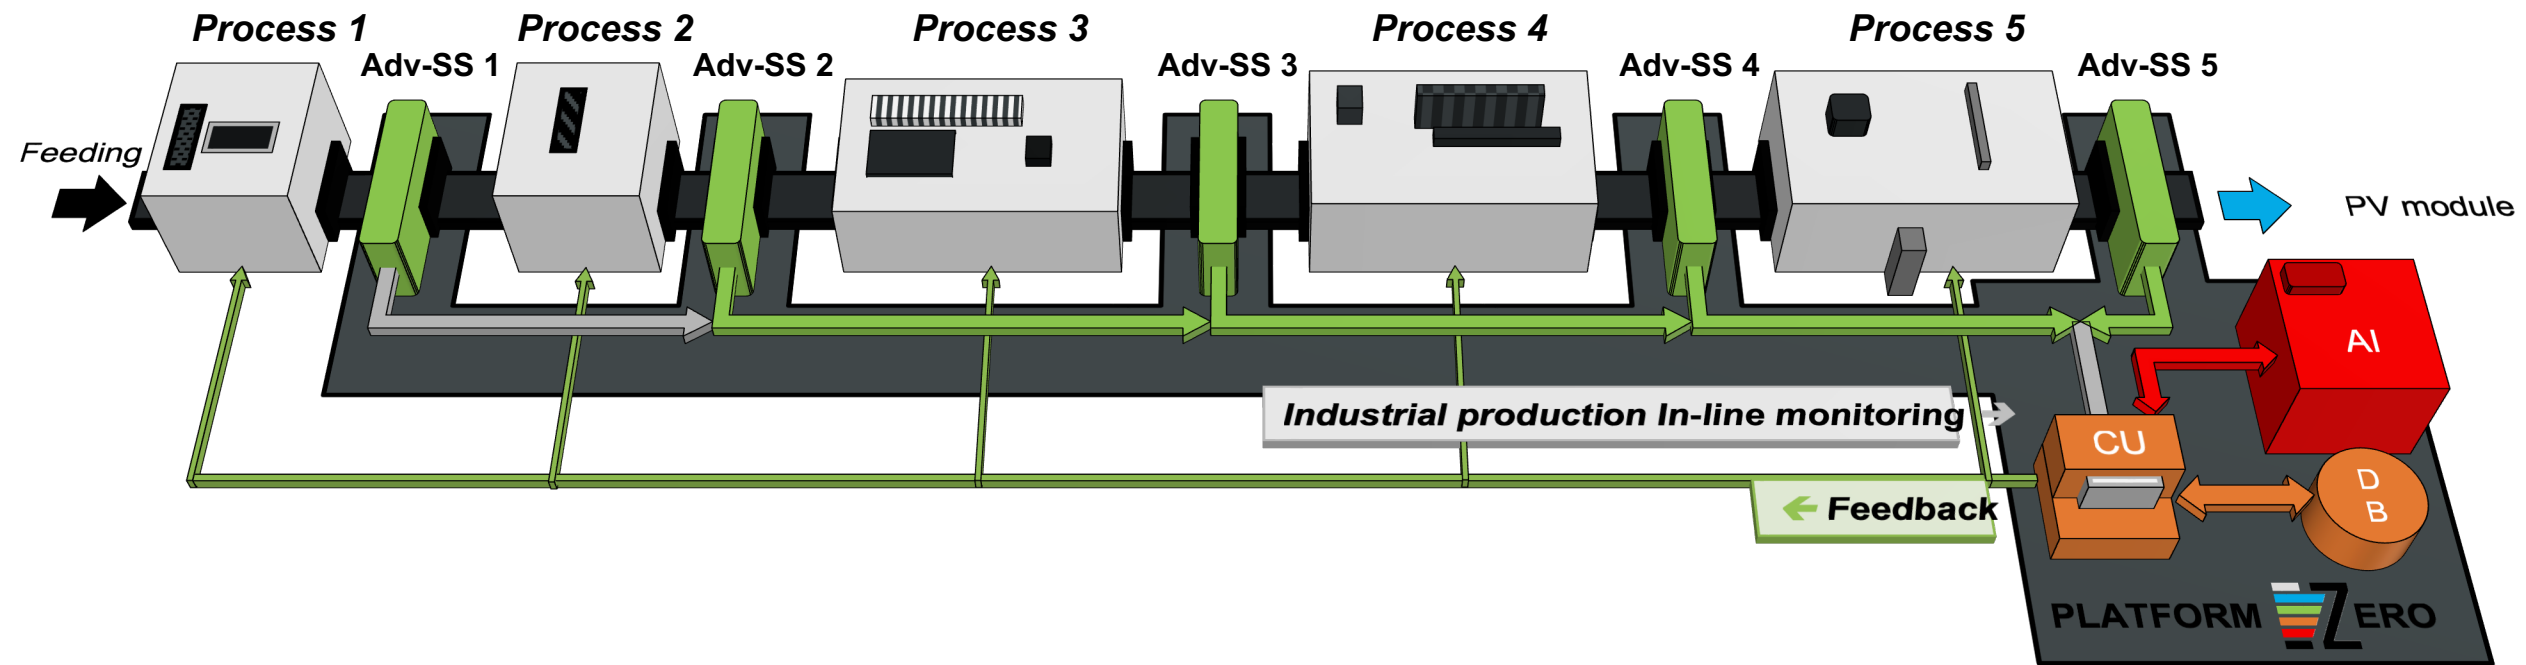 Process 1
Process 2
Process 3
Process 4
Process 5
Adv-SS 1
Adv-SS 2
Adv-SS 3
Adv-SS 4
Adv-SS 5
Feeding
PV module
AI
Industrial production In-line monitoring
CU
D
B
Feedback
PLATFORM ZERO